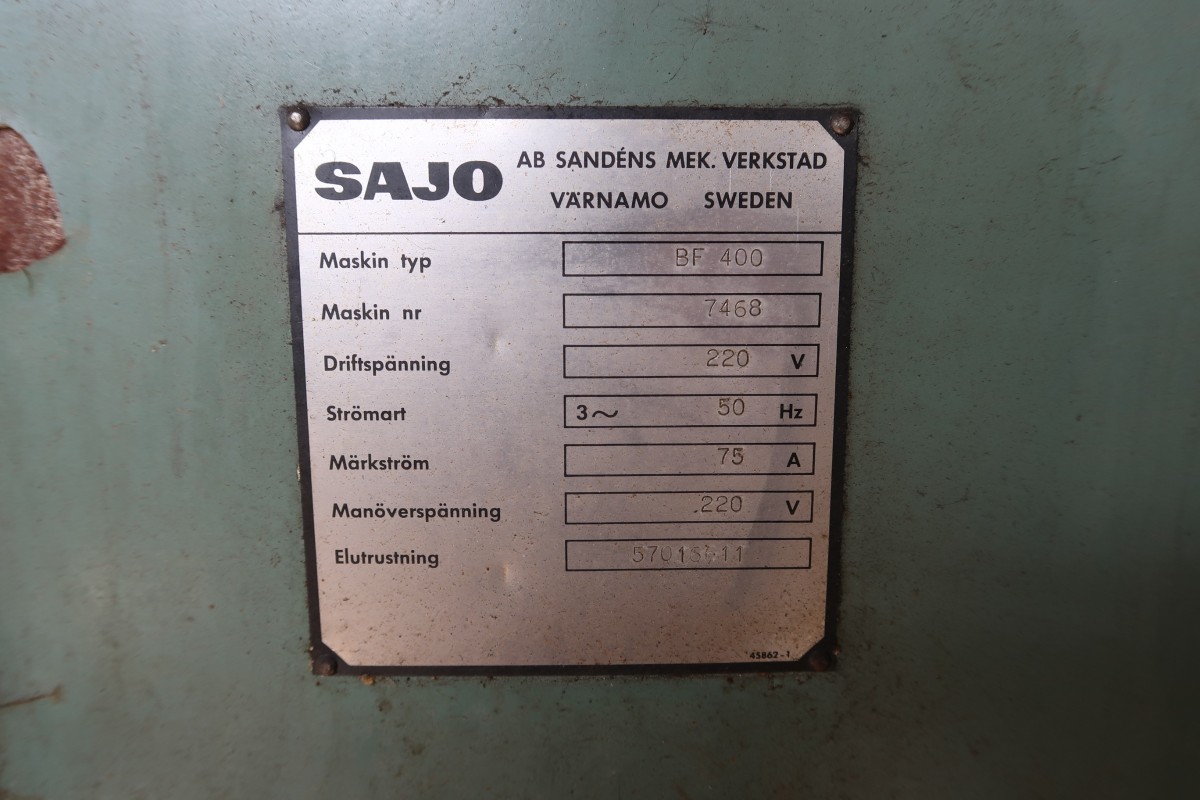 SAJO AB SANDÉNS MEK. VERKSTAD
VÄRNAMO SWEDEN
Maskin typ BF 400
Maskin nr 7468
Driftspänning 220 V
Strömart 3~ 50 Hz
Märkström 75 A
Manöverspänning 220 V
Elutrustning
45862-1